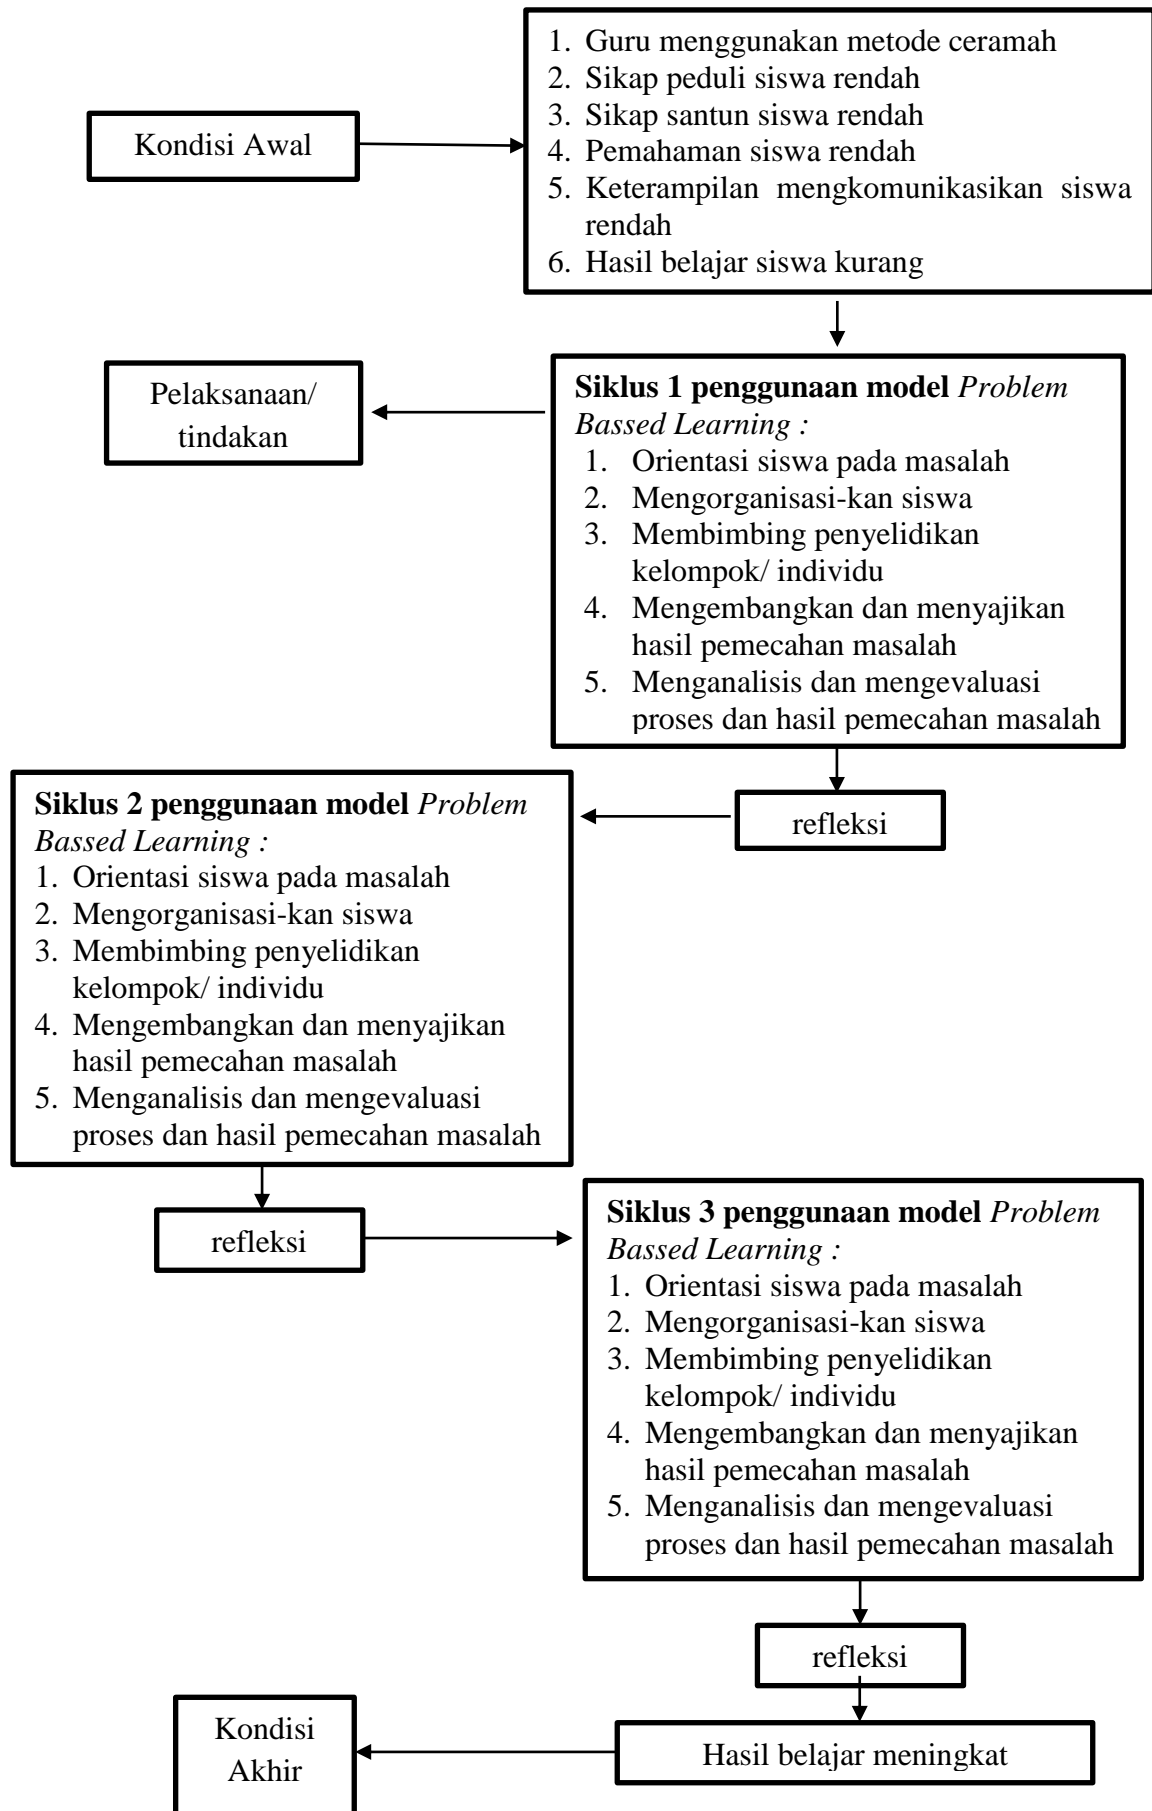 Kondisi Awal
1. Guru menggunakan metode ceramah
2. Sikap peduli siswa rendah
3. Sikap santun siswa rendah
4. Pemahaman siswa rendah
5. Keterampilan mengkomunikasikan siswa
rendah
6. Hasil belajar siswa kurang
Pelaksanaan/
tindakan
Siklus 1 penggunaan model Problem
Bassed Learning :
1. Orientasi siswa pada masalah
2. Mengorganisasi-kan siswa
3. Membimbing penyelidikan
kelompok/ individu
4. Mengembangkan dan menyajikan
hasil pemecahan masalah
5. Menganalisis dan mengevaluasi
proses dan hasil pemecahan masalah
refleksi
Siklus 2 penggunaan model Problem
Bassed Learning :
1. Orientasi siswa pada masalah
2. Mengorganisasi-kan siswa
3. Membimbing penyelidikan
kelompok/ individu
4. Mengembangkan dan menyajikan
hasil pemecahan masalah
5. Menganalisis dan mengevaluasi
proses dan hasil pemecahan masalah
refleksi
Siklus 3 penggunaan model Problem
Bassed Learning :
1. Orientasi siswa pada masalah
2. Mengorganisasi-kan siswa
3. Membimbing penyelidikan
kelompok/ individu
4. Mengembangkan dan menyajikan
hasil pemecahan masalah
5. Menganalisis dan mengevaluasi
proses dan hasil pemecahan masalah
refleksi
Hasil belajar meningkat
Kondisi
Akhir